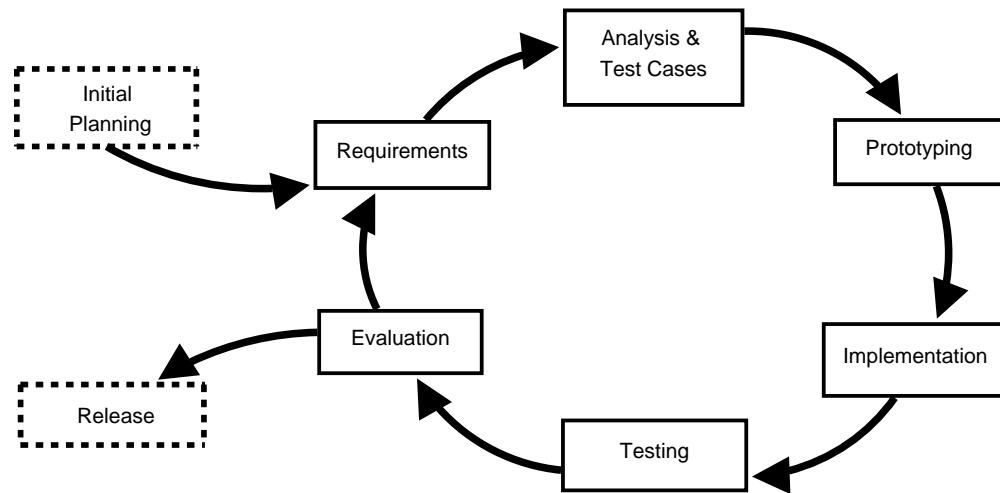 Initial
Planning
Requirements
Analysis &
Test Cases
Prototyping
Implementation
Testing
Evaluation
Release